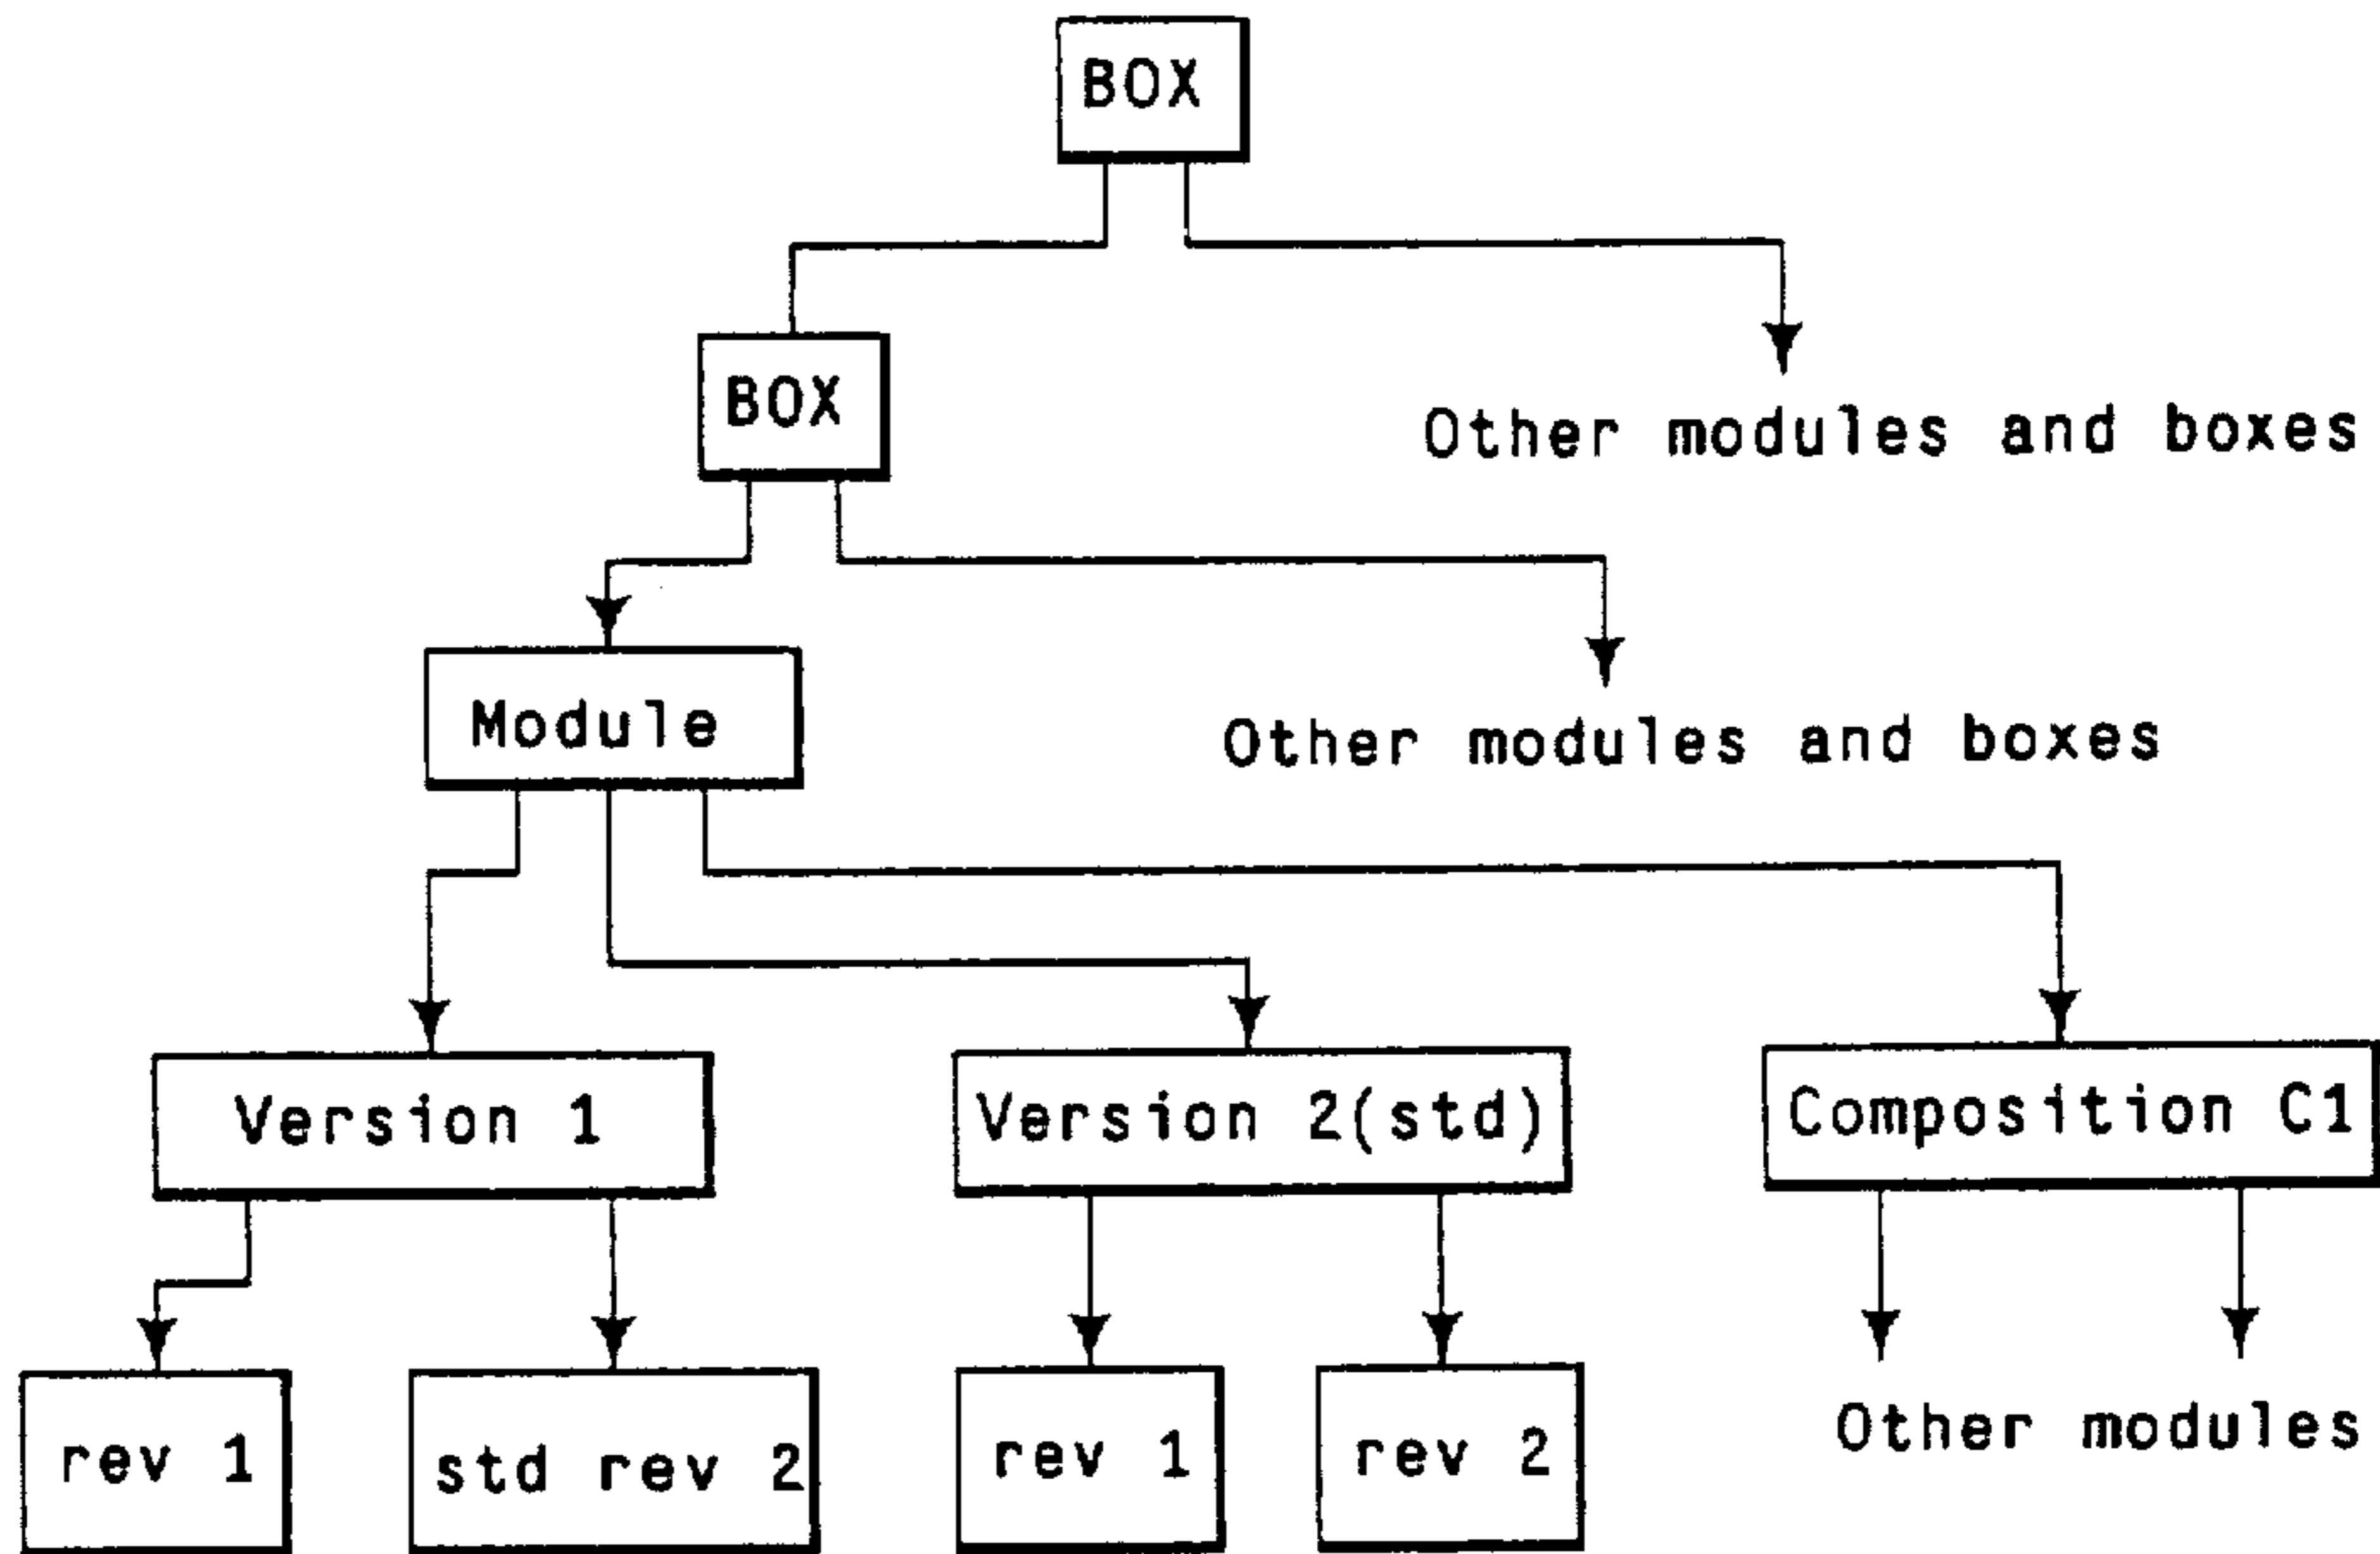 BOX
BOX
Other modules and boxes
Module
Other modules and boxes
Version 1
Version 2(std)
Composition C1
rev 1
std rev 2
rev 1
rev 2
Other modules